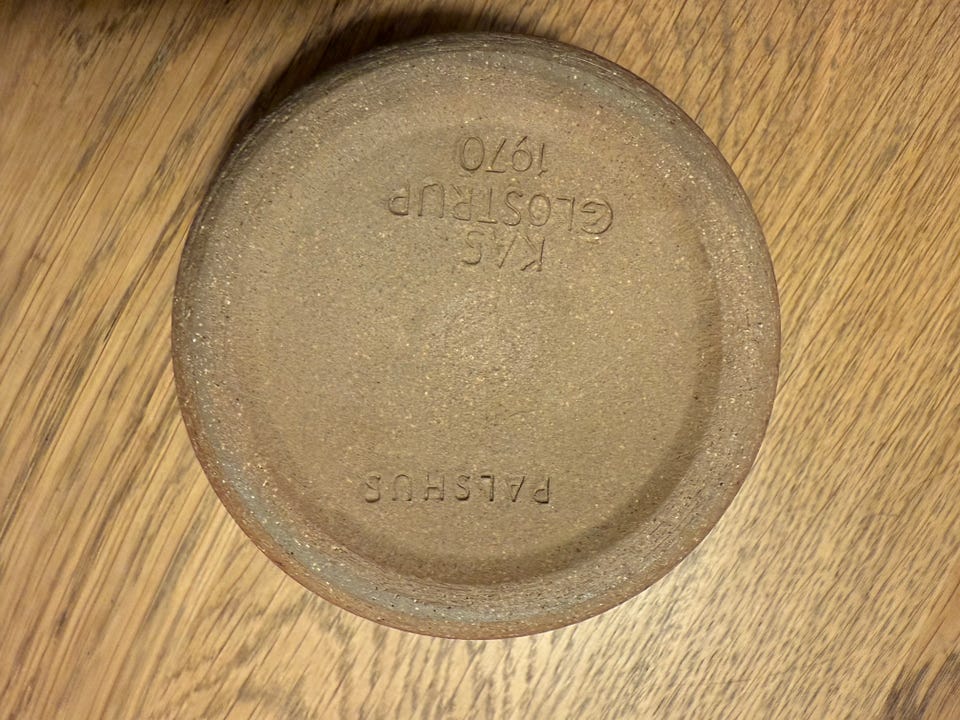 PALSHUS
KAS
GLOSTRUP
1970